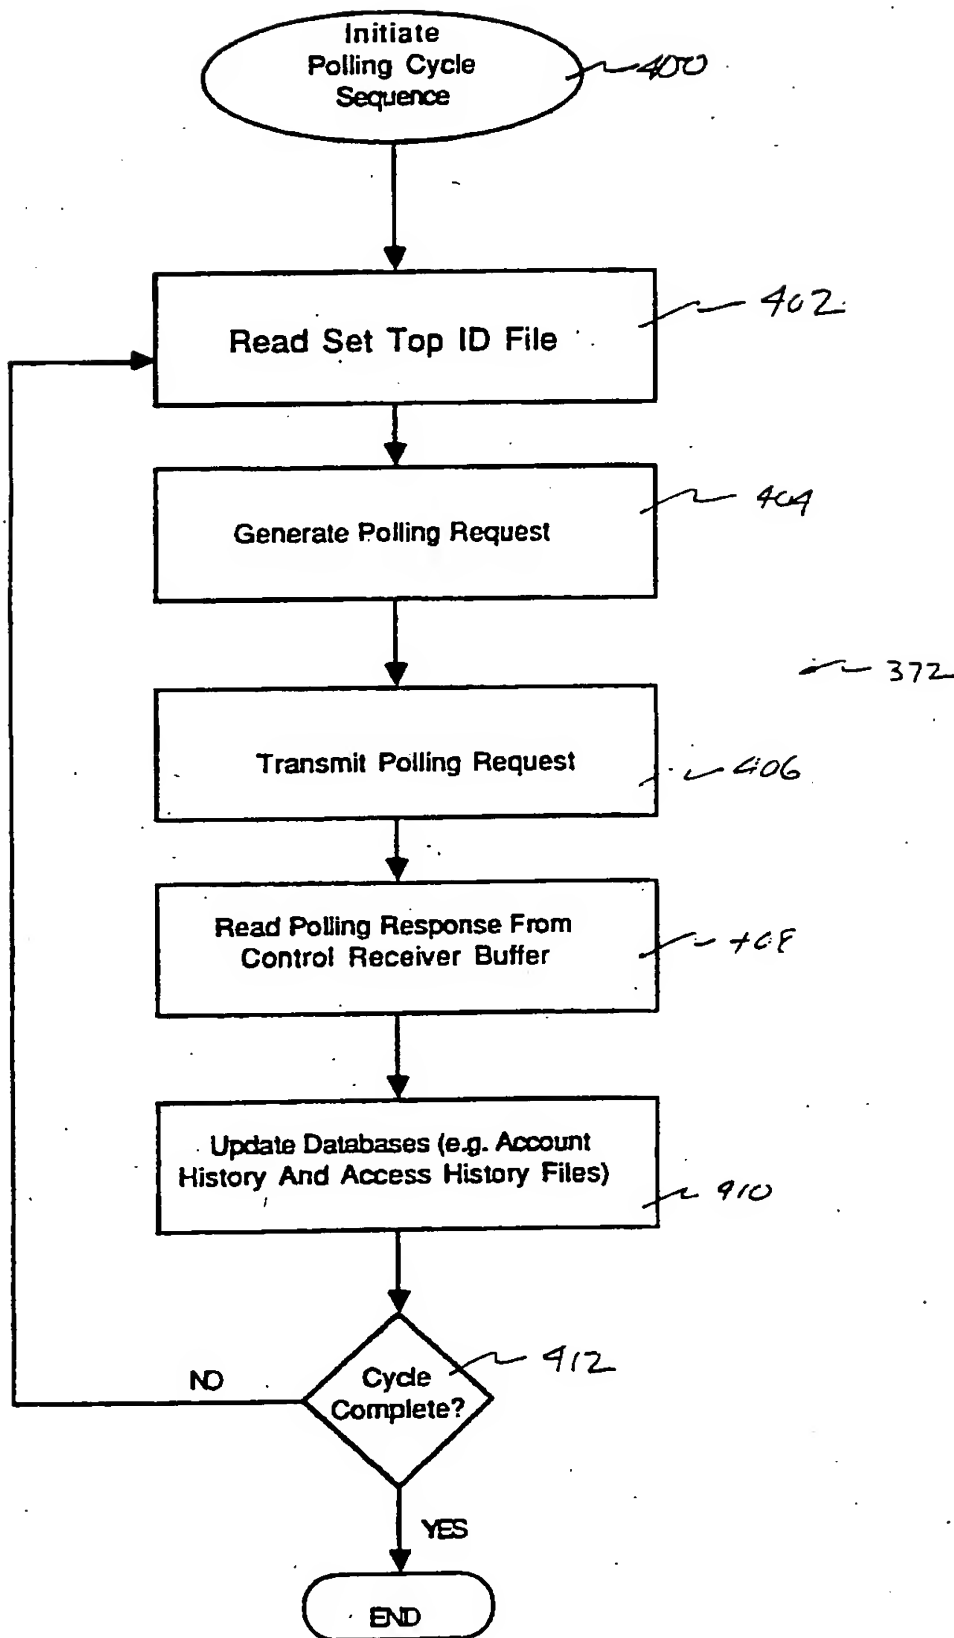 Initiate
Polling Cycle
Sequence
400
Read Set Top ID File
402
Generate Polling Request
404
372
Transmit Polling Request
406
Read Polling Response From
Control Receiver Buffer
408
Update Databases (e.g. Account
History And Access History Files)
410
Cycle
Complete?
412
NO
YES
END